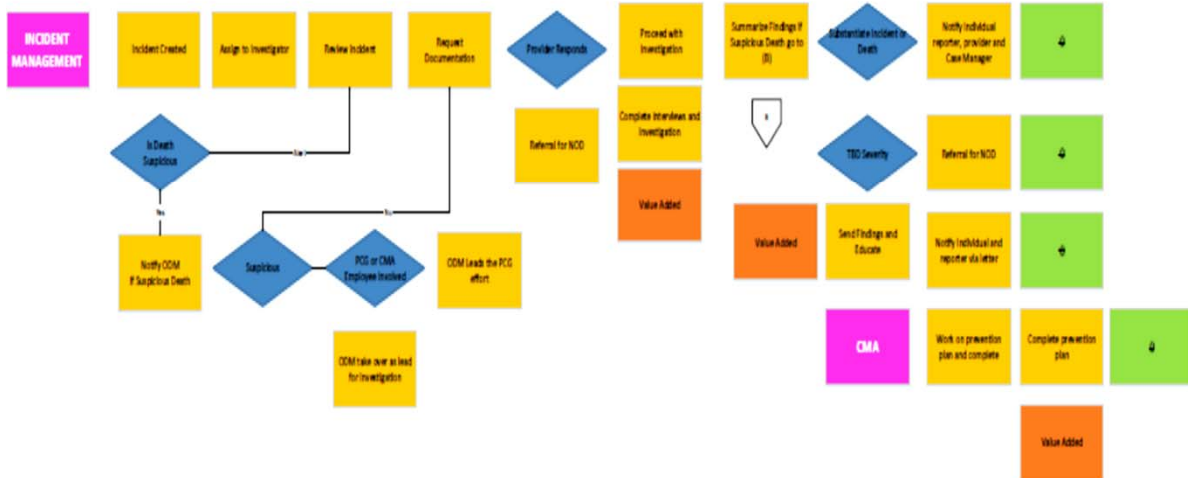 INCIDENT
MANAGEMENT
Incident Created
Assign to Investigator
Review Incident
Request
Documentation
Provider Responds
Proceed with
Investigation
Summarize Findings If
Suspicious Death go to
(B)
Substantiate Incident or
Death
Notify Individual
reporter, provider and
Case Manager
Is Death
Suspicious
Referral for NOD
Complete Interviews and
Investigation
TBD Severity
Referral for NOD
Yes
Value Added
Notify ODM
If Suspicious Death
Suspicious
PCG or CMA
Employee Involved
ODM Leads the PCG
effort
Value Added
Send Findings and
Educate
Notify Individual and
reporter via letter
ODM take over as lead
for Investigation
CMA
Work on prevention
plan and complete
Complete prevention
plan
Value Added